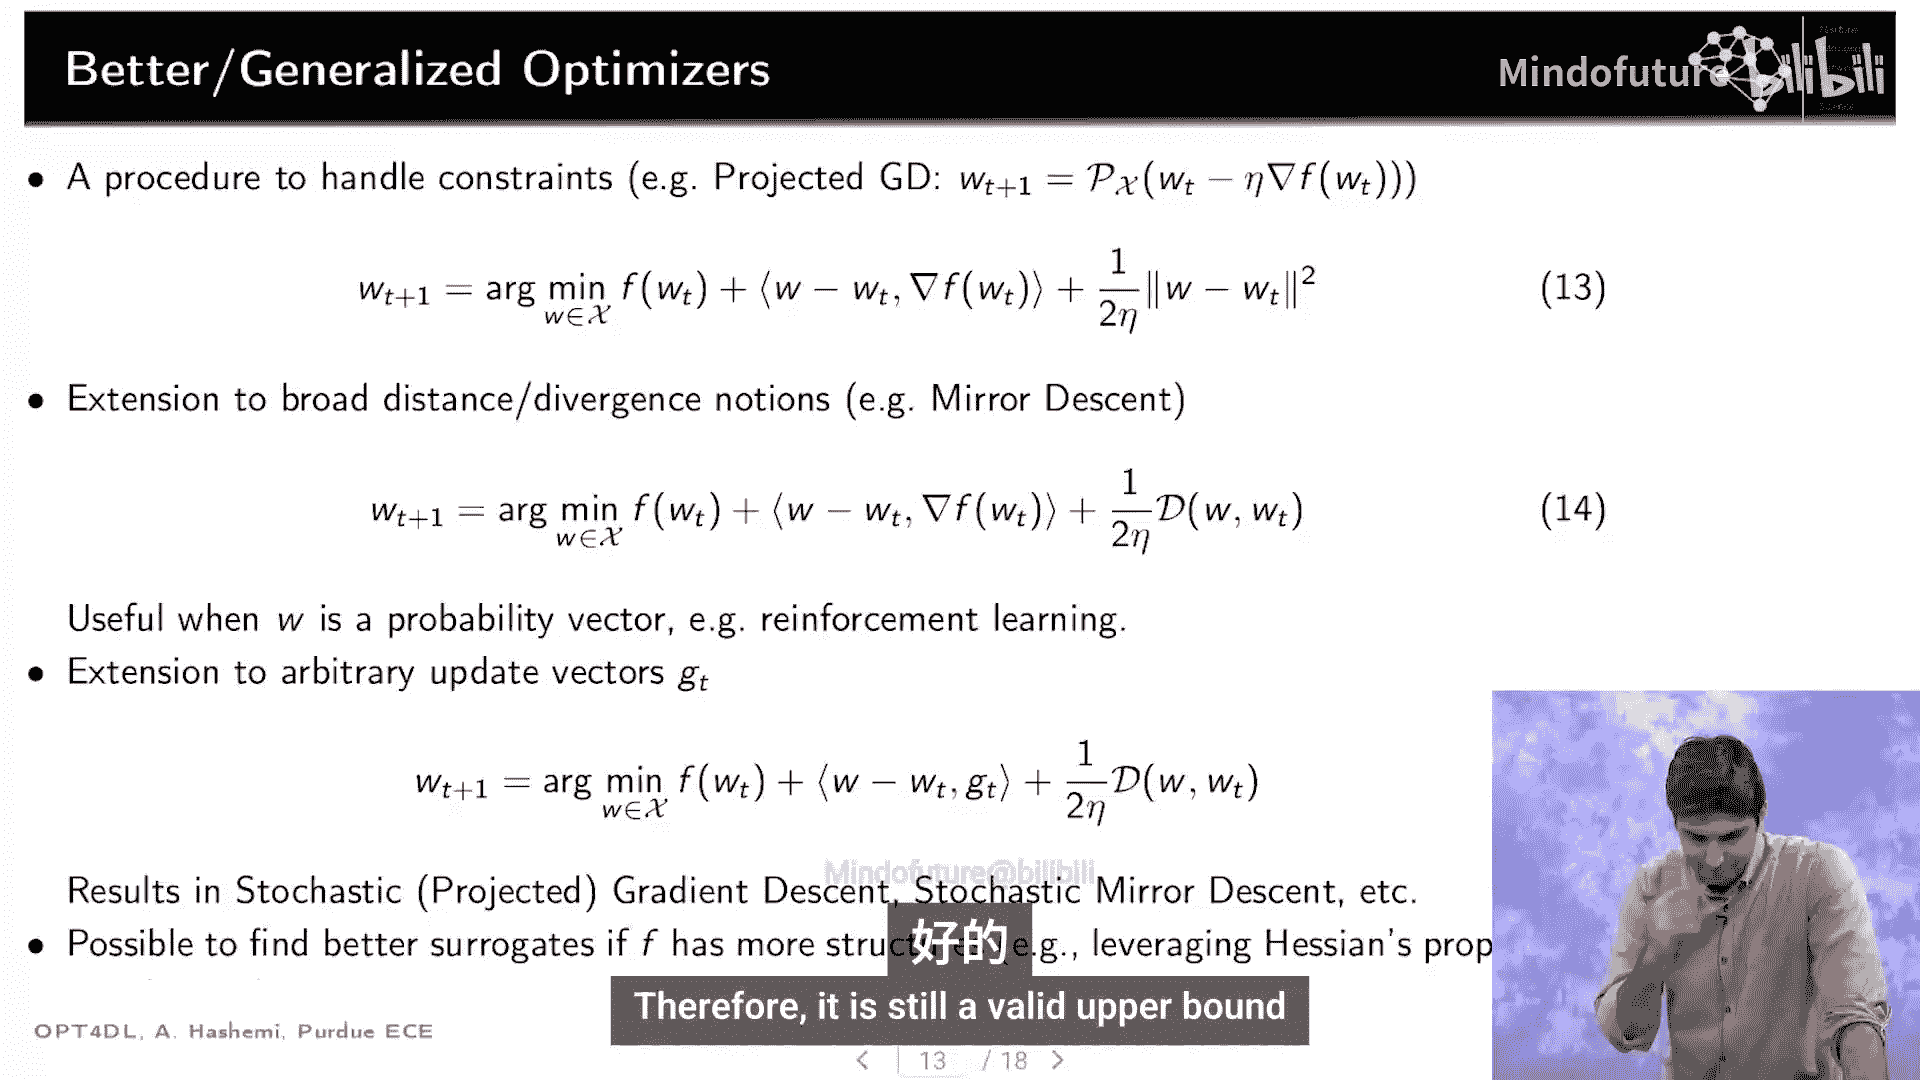 Better/Generalized Optimizers
Mindofuture
bilibili
• A procedure to handle constraints (e.g. Projected GD: w_{t+1} = 𝒫_𝒳(w_t − η∇f(w_t)))
w_{t+1} = arg min_{w∈𝒳} f(w_t) + ⟨w − w_t, ∇f(w_t)⟩ + \frac{1}{2η}‖w − w_t‖² (13)
• Extension to broad distance/divergence notions (e.g. Mirror Descent)
w_{t+1} = arg min_{w∈𝒳} f(w_t) + ⟨w − w_t, ∇f(w_t)⟩ + \frac{1}{2η}𝒟(w, w_t) (14)
Useful when w is a probability vector, e.g. reinforcement learning.
• Extension to arbitrary update vectors g_t
w_{t+1} = arg min_{w∈𝒳} f(w_t) + ⟨w − w_t, g_t⟩ + \frac{1}{2η}𝒟(w, w_t)
Mindofuture@bilibili
Results in Stochastic (Projected) Gradient Descent, Stochastic Mirror Descent, etc.
• Possible to find better surrogates if f has more struc e.g., leveraging Hessian's prop
好的
Therefore, it is still a valid upper bound
OPT4DL, A. Hashemi, Purdue ECE
< 13 / 18 >